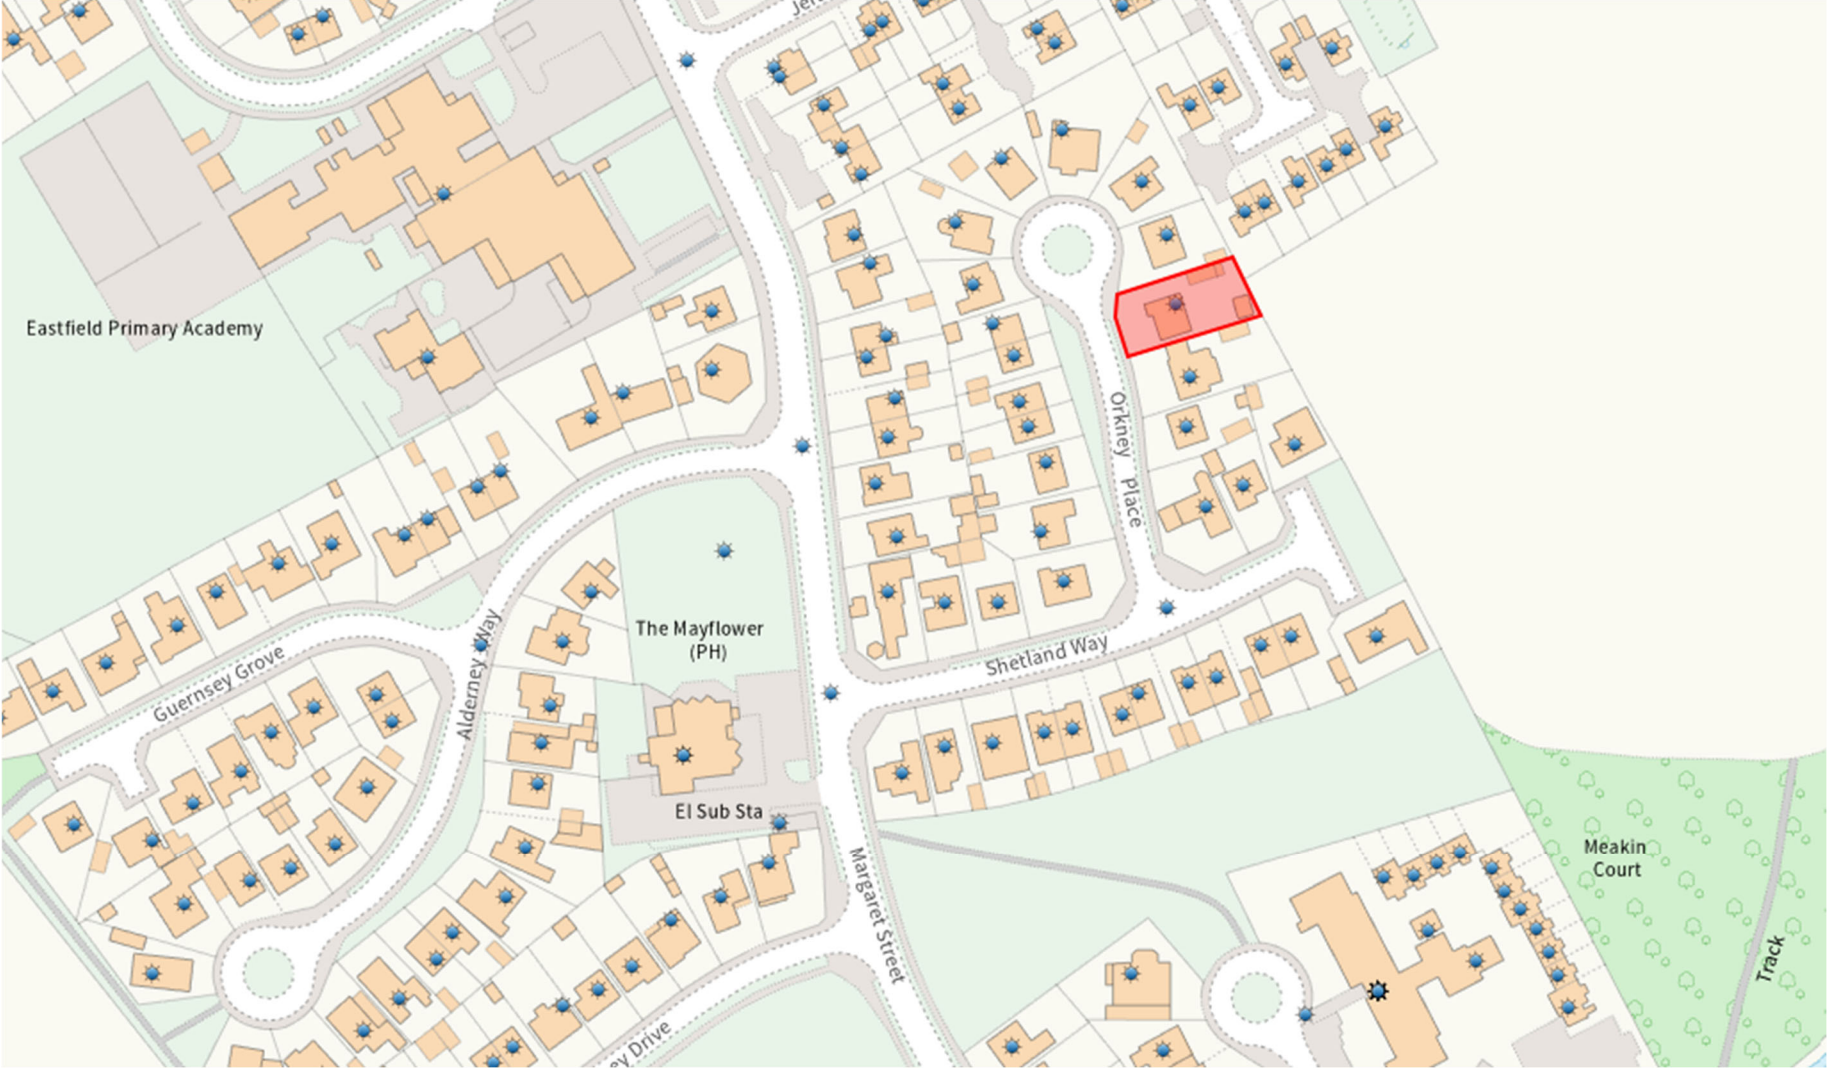 Eastfield Primary Academy
Orkney Place
The Mayflower
(PH)
Shetland Way
Guernsey Grove
Alderney Way
El Sub Sta
Margaret Street
Meakin
Court
Track
Drive